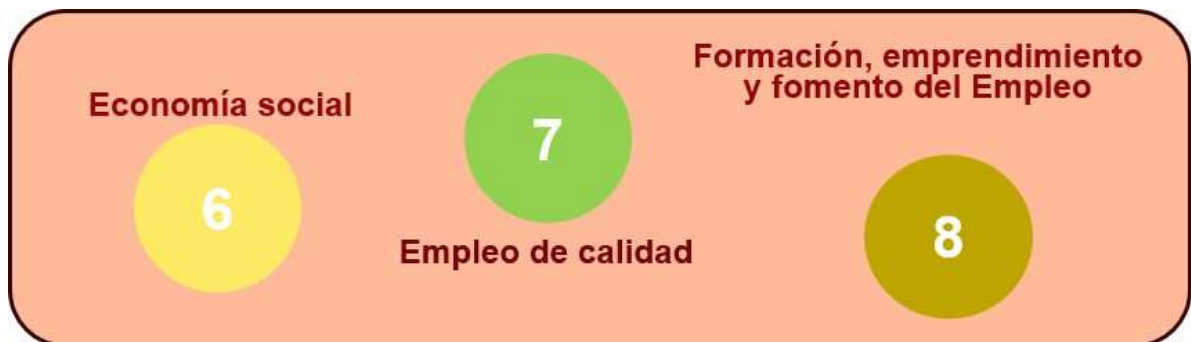 Economía social
6
7
Empleo de calidad
Formación, emprendimiento
y fomento del Empleo
8